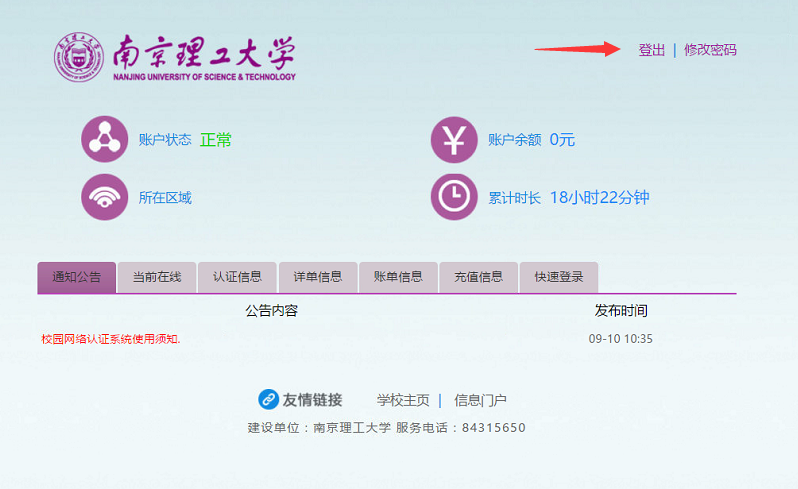 南京理工大学
NANJING UNIVERSITY OF SCIENCE & TECHNOLOGY
登出 | 修改密码
账户状态 正常
账户余额 0元
所在区域
累计时长 18小时22分钟
通知公告 当前在线 认证信息 详单信息 账单信息 充值信息 快速登录
公告内容 发布时间
校园网络认证系统使用须知. 09-10 10:35
友情链接 学校主页 | 信息门户
建设单位：南京理工大学 服务电话：84315650